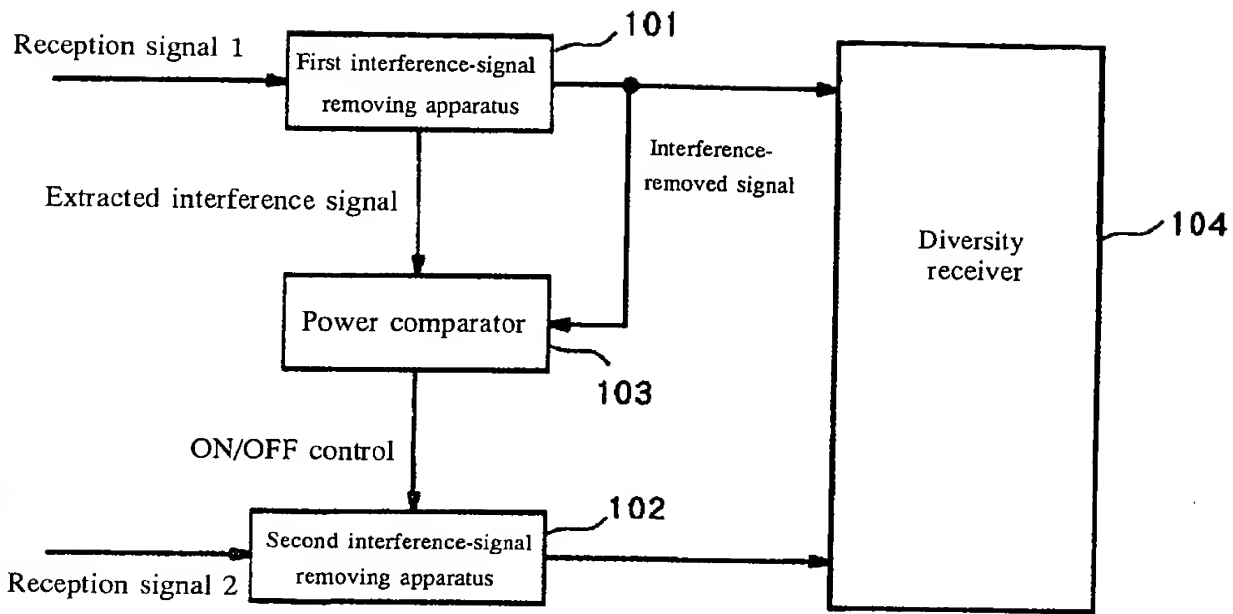 101
Reception signal 1
First interference-signal
removing apparatus
Interference-
removed signal
Extracted interference signal
104
Diversity
receiver
Power comparator
103
ON/OFF control
102
Second interference-signal
removing apparatus
Reception signal 2